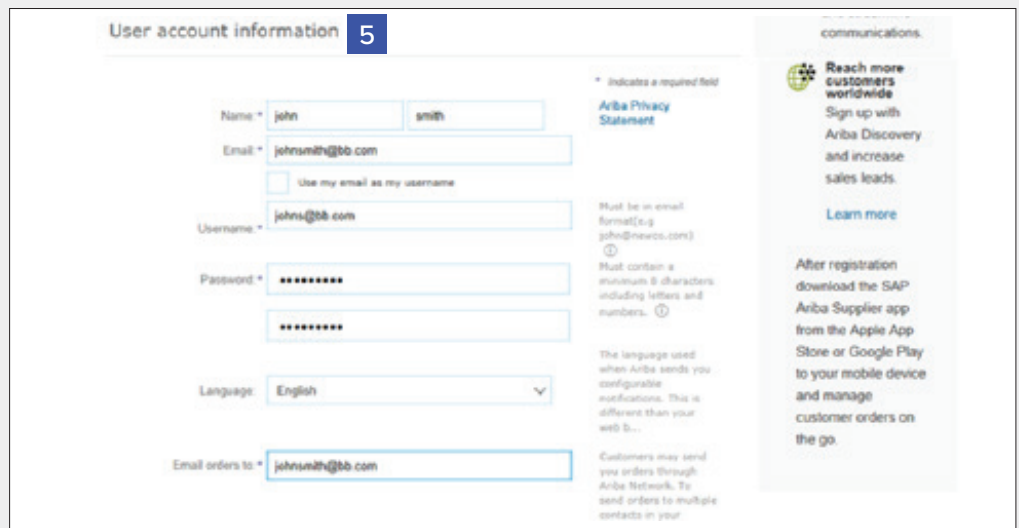 User account information 5
communications.
* Indicates a required field
Ariba Privacy
Statement
Name:* john smith
Email:* johnsmith@bb.com
Use my email as my username
Username:* johns@bb.com
Must be in email
format(e.g
john@newco.com)
Password:* •••••••••
Must contain a
minimum 8 characters
including letters and
numbers.
•••••••••
Language: English
The language used
when Ariba sends you
configurable
notifications. This is
different than your
web b...
Email orders to:* johnsmith@bb.com
Customers may send
you orders through
Ariba Network. To
send orders to multiple
contacts in your
Reach more
customers
worldwide
Sign up with
Ariba Discovery
and increase
sales leads.
Learn more
After registration
download the SAP
Ariba Supplier app
from the Apple App
Store or Google Play
to your mobile device
and manage
customer orders on
the go.